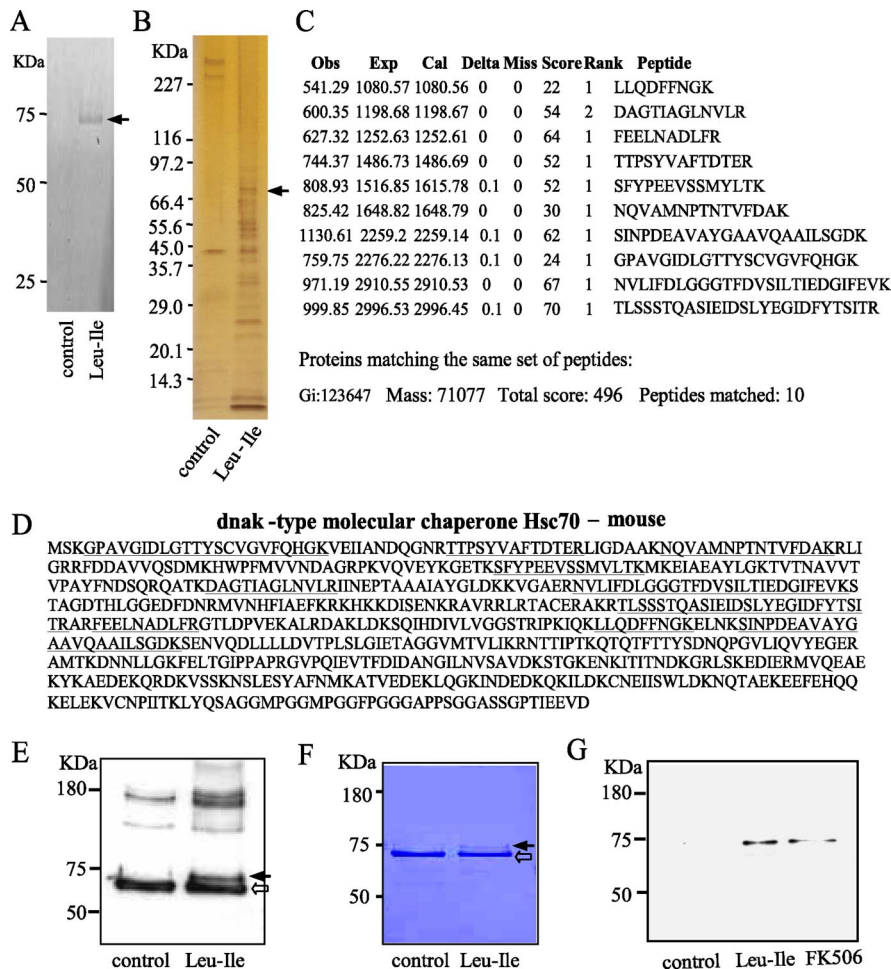 A
KDa
75
50
25
control
Leu-Ile
B
KDa
227
116
97.2
66.4
55.6
45.0
35.7
29.0
20.1
14.3
control
Leu-Ile
C
Obs Exp Cal Delta Miss Score Rank Peptide
541.29 1080.57 1080.56 0 0 22 1 LLQDFFNGK
600.35 1198.68 1198.67 0 0 54 2 DAGTIAGLNVLR
627.32 1252.63 1252.61 0 0 64 1 FEELNADLFR
744.37 1486.73 1486.69 0 0 52 1 TTPSYVAFTDTER
808.93 1516.85 1615.78 0.1 0 52 1 SFYPEEVSSMYLTK
825.42 1648.82 1648.79 0 0 30 1 NQVAMNPTNTVFDAK
1130.61 2259.2 2259.14 0.1 0 62 1 SINPDEAVAYGAAVQAAILSGDK
759.75 2276.22 2276.13 0.1 0 24 1 GPAVGIDLGTTYSCVGVFQHGK
971.19 2910.55 2910.53 0 0 67 1 NVLIFDLGGGTFDVSILTIEDGIFEVK
999.85 2996.53 2996.45 0.1 0 70 1 TLSSSTQASIEIDSLYEGIDFYTSITR
Proteins matching the same set of peptides:
Gi:123647 Mass: 71077 Total score: 496 Peptides matched: 10
D
dnak -type molecular chaperone Hsc70 – mouse
MSKGPAVGIDLGTTYSCVGVFQHGKVEIIANDQGNRTTPSYVAFTDTERLIGDAAKNQVAMNPTNTVFDAKRLI
GRRFDDAVVQSDMKHWPFMVVNDAGRPKVQVEYKGETKSFYPEEVSSMVLTKMKEIAEAYLGKTVTNAVVT
VPAYFNDSQRQATKDAGTIAGLNVLRIINEPTAAAIAYGLDKKVGAERNVLIFDLGGGTFDVSILTIEDGIFEVKS
TAGDTHLGGEDFDNRMVNHFIAEFKRKHKKDISENKRAVRRLRTACERAKRTLSSSTQASIEIDSLYEGIDFYTSI
TRARFEELNADLFRGTLDPVEKALRDAKLDKSQIHDIVLVGGSTRIPKIQKLLQDFFNGKELNKSINPDEAVAYG
AAVQAAILSGDKSENVQDLLLLDVTPLSLGIETAGGVMTVLIKRNTTIPTKQTQTFTTYSDNQPGVLIQVYEGER
AMTKDNNLLGKFELTGIPPAPRGVPQIEVTFDIDANGILNVSAVDKSTGKENKITITNDKGRLSKEDIERMVQEAE
KYKAEDEKQRDKVSSKNSLESYAFNMKATVEDEKLQGKINDEDKQKILDKCNEIISWLDKNQTAEKEEFEHQQ
KELEKVCNPIITKLYQSAGGMPGGMPGGFPGGGAPPSGGASSGPTIEEVD
E
KDa
180
75
50
control
Leu-Ile
F
KDa
180
75
50
control
Leu-Ile
G
KDa
180
75
50
control
Leu-Ile
FK506